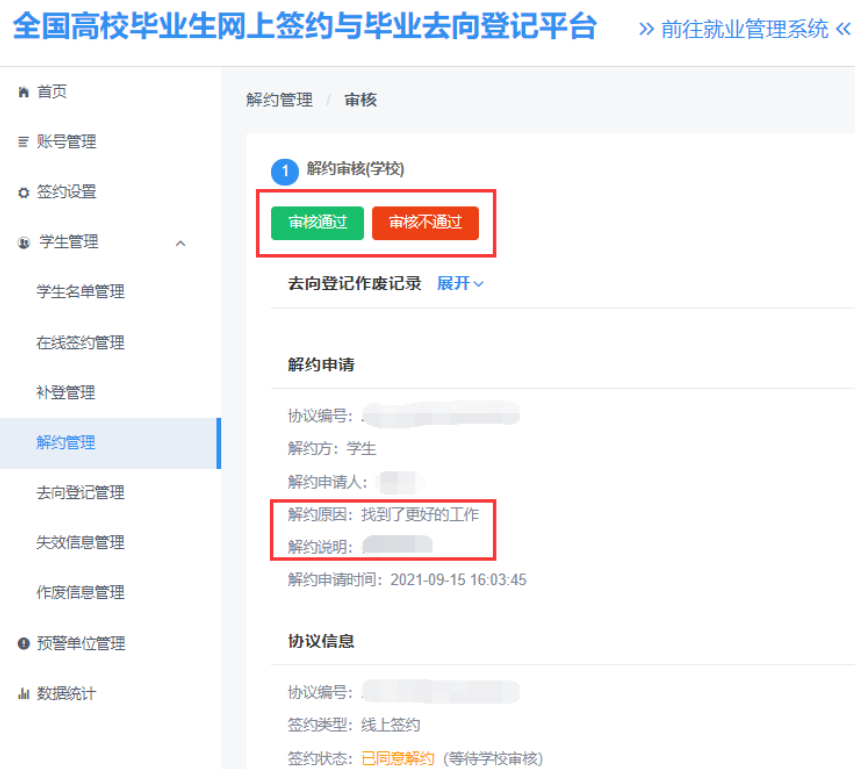 全国高校毕业生网上签约与毕业去向登记平台
» 前往就业管理系统 «
首页
账号管理
签约设置
学生管理
学生名单管理
在线签约管理
补登管理
解约管理
去向登记管理
失效信息管理
作废信息管理
预警单位管理
数据统计
解约管理 / 审核
1 解约审核(学校)
审核通过 审核不通过
去向登记作废记录 展开
解约申请
协议编号:
解约方：学生
解约申请人：
解约原因：找到了更好的工作
解约说明：
解约申请时间：2021-09-15 16:03:45
协议信息
协议编号:
签约类型：线上签约
签约状态：已同意解约（等待学校审核）